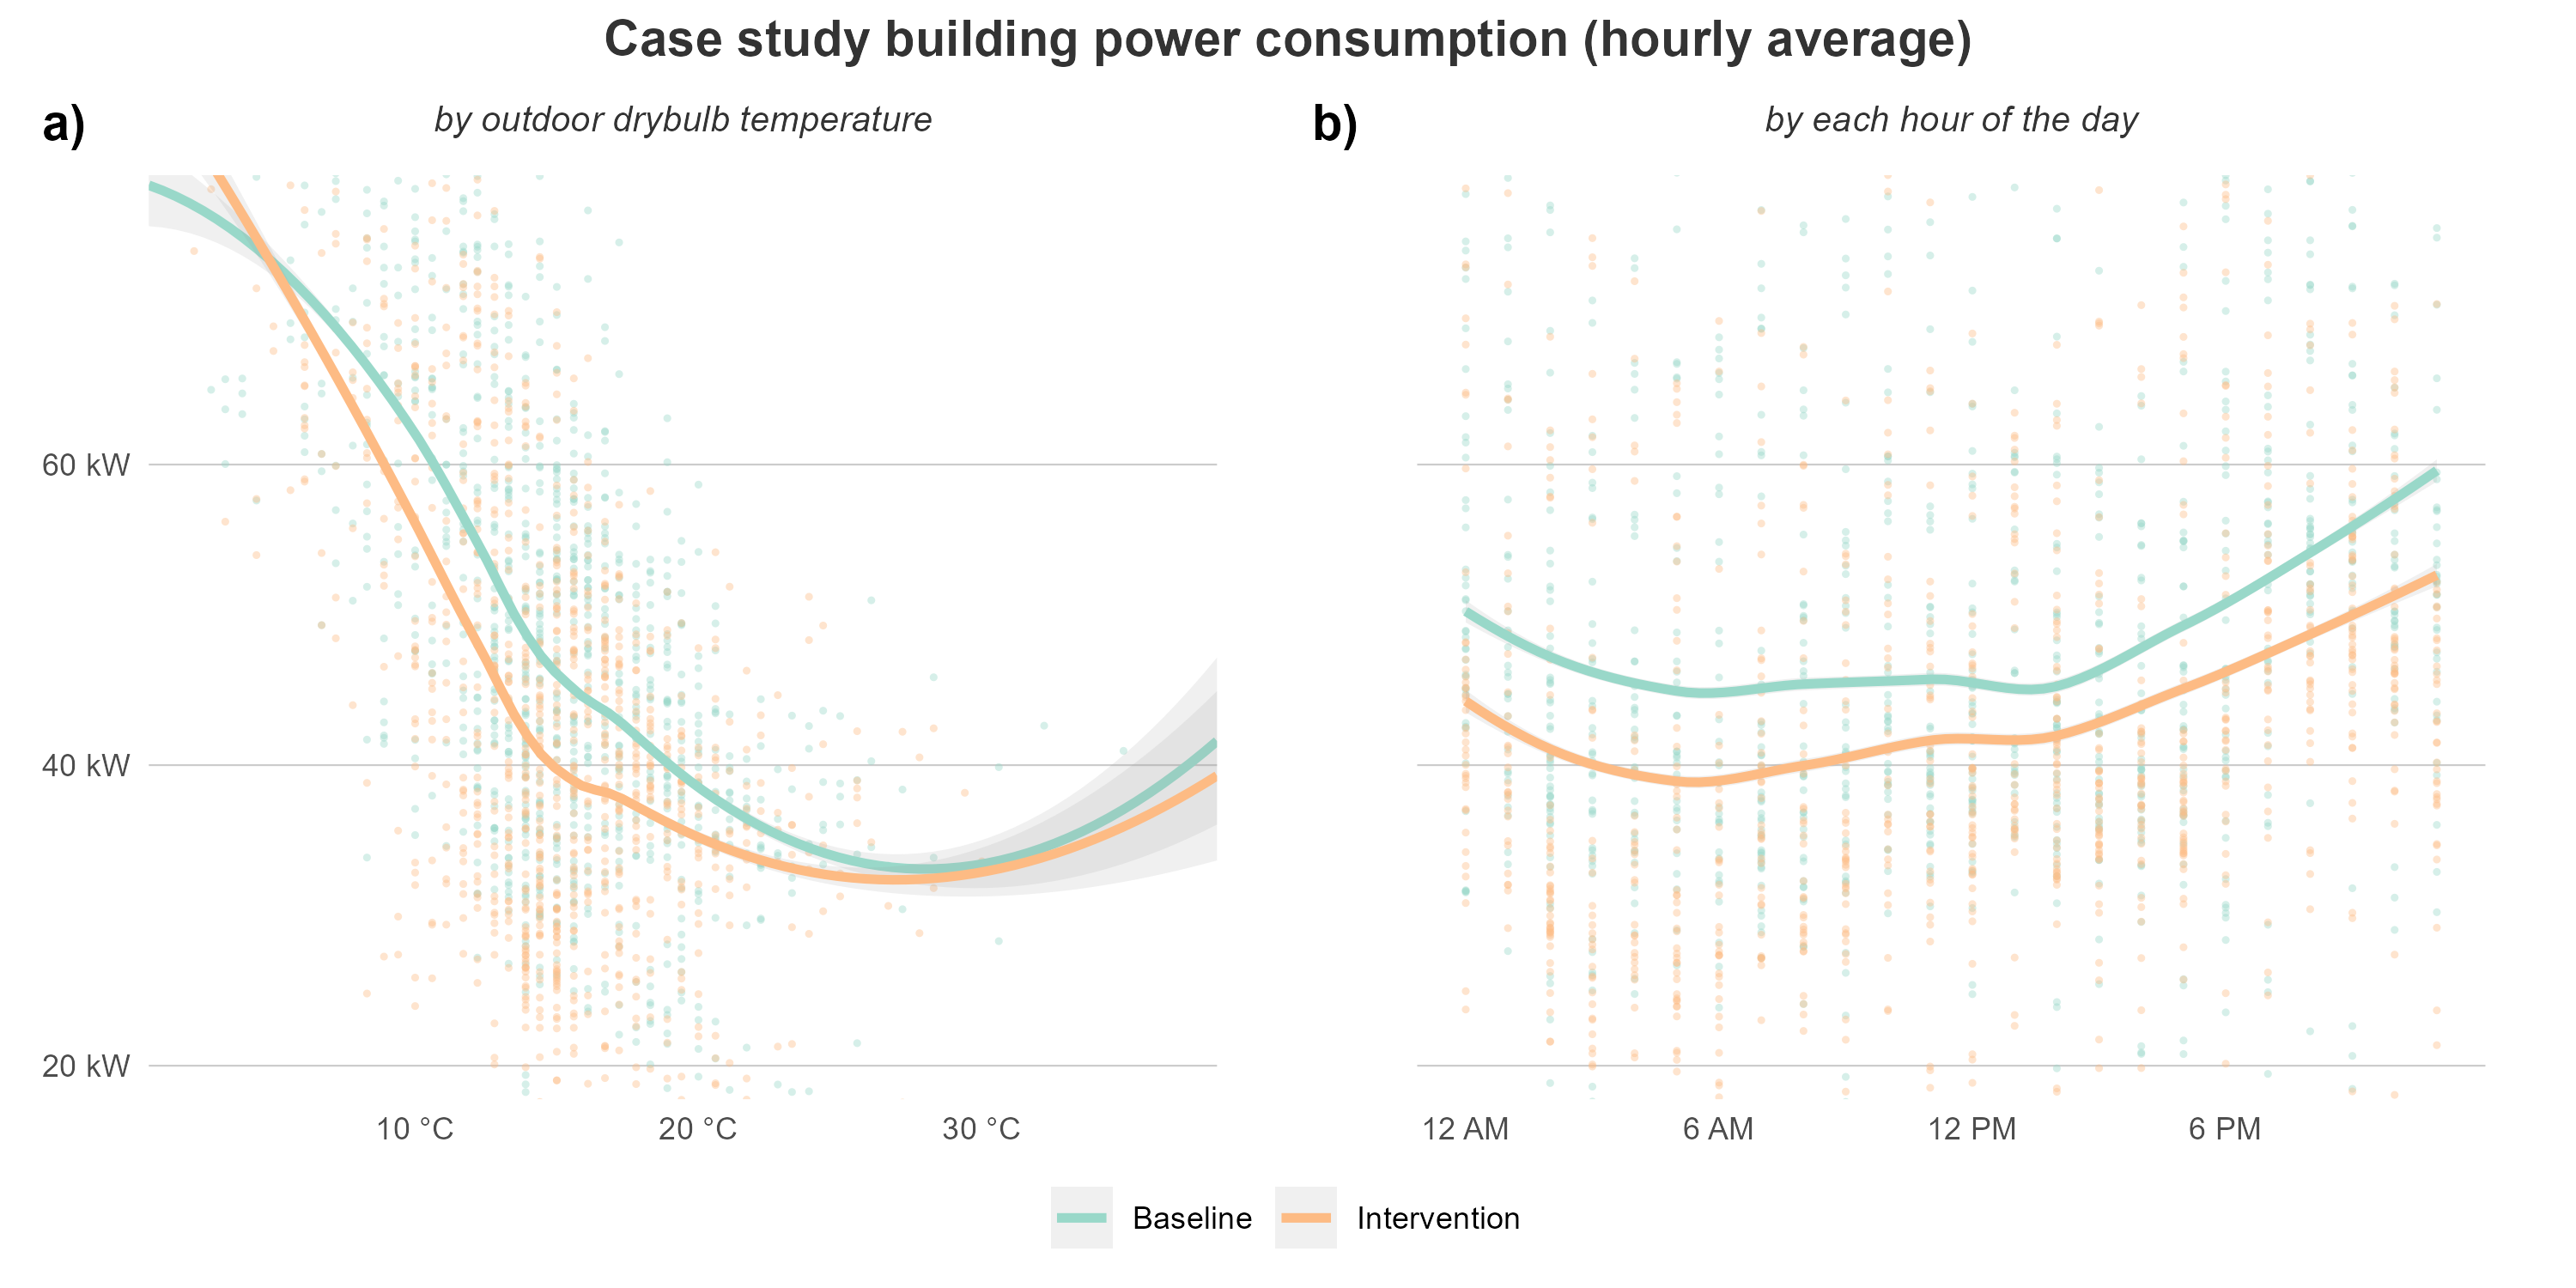 Case study building power consumption (hourly average)
a)
by outdoor drybulb temperature
60 kW
40 kW
20 kW
10 °C 20 °C 30 °C
b)
by each hour of the day
12 AM 6 AM 12 PM 6 PM
Baseline Intervention